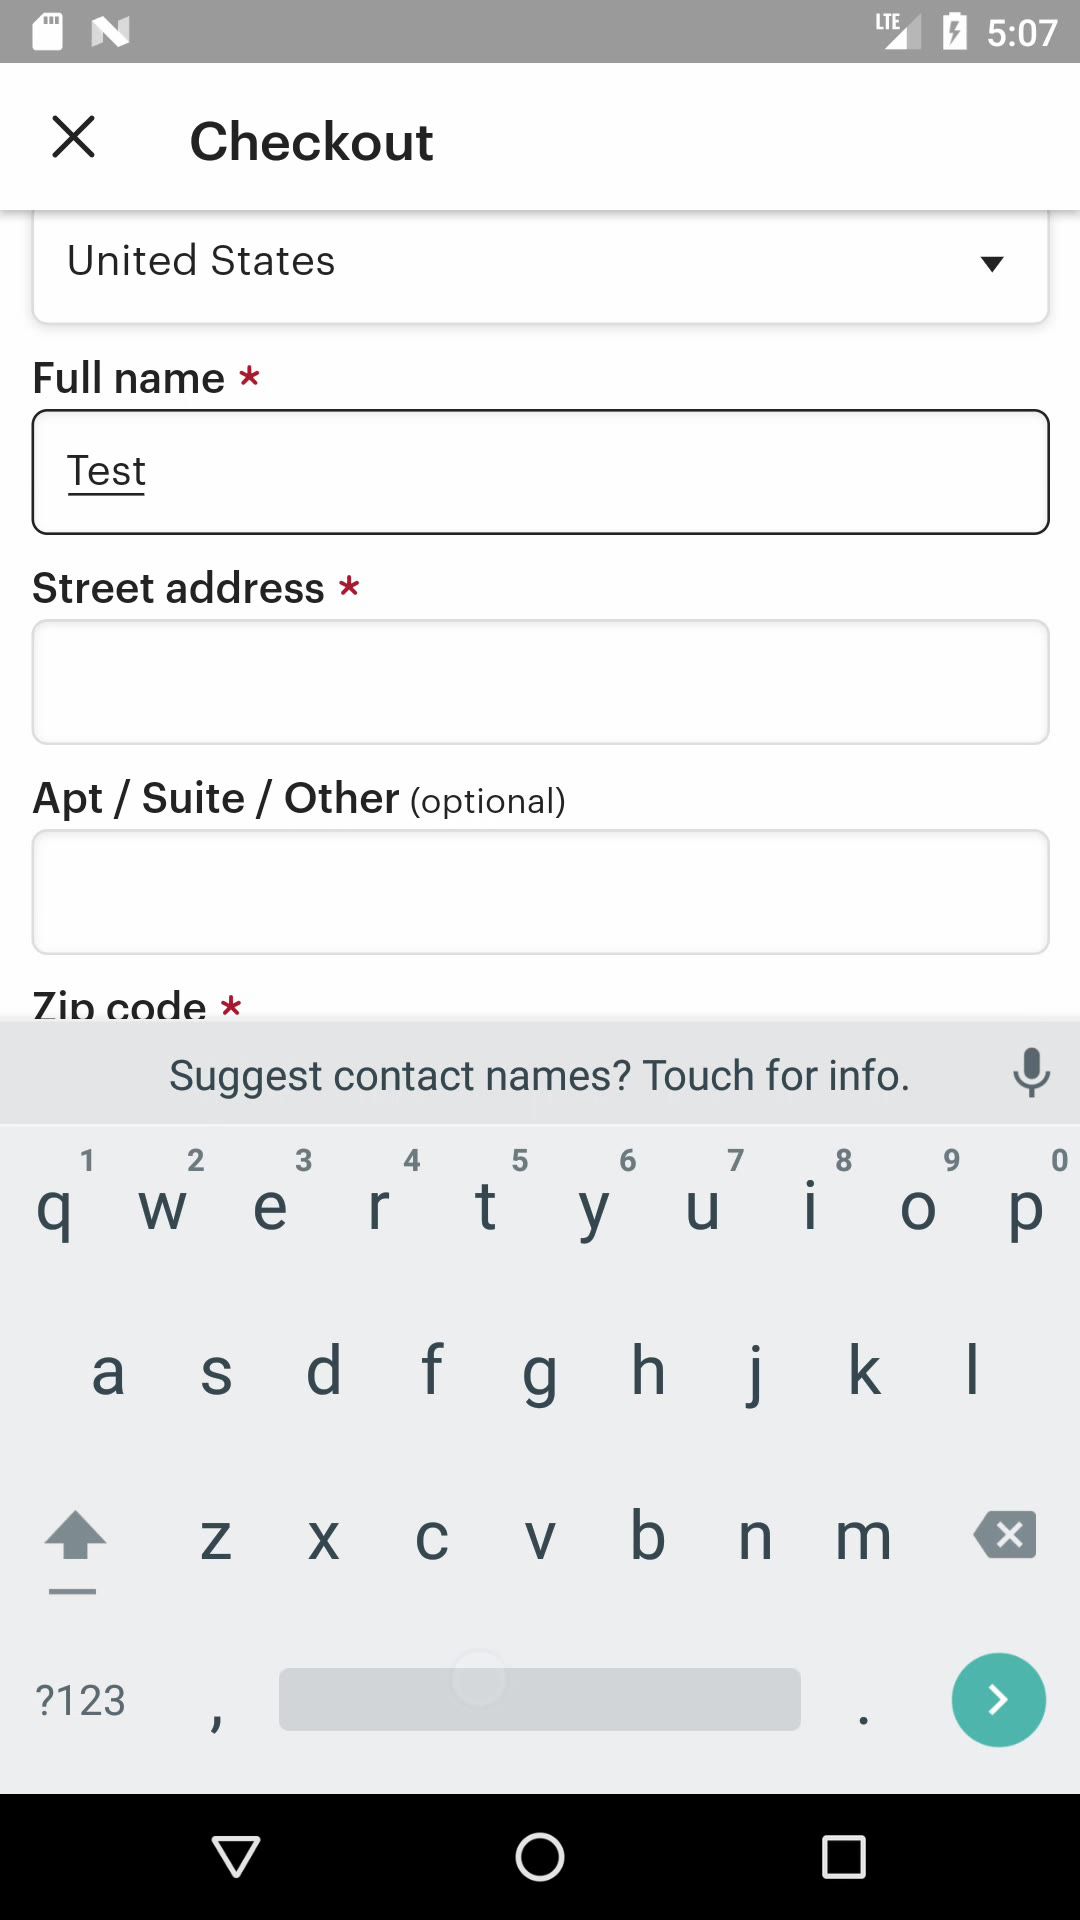 LTE 5:07
Checkout
United States
Full name *
Test
Street address *
Apt / Suite / Other (optional)
Zip code *
Suggest contact names? Touch for info.
1 2 3 4 5 6 7 8 9 0
q w e r t y u i o p
a s d f g h j k l
z x c v b n m
?123 , .